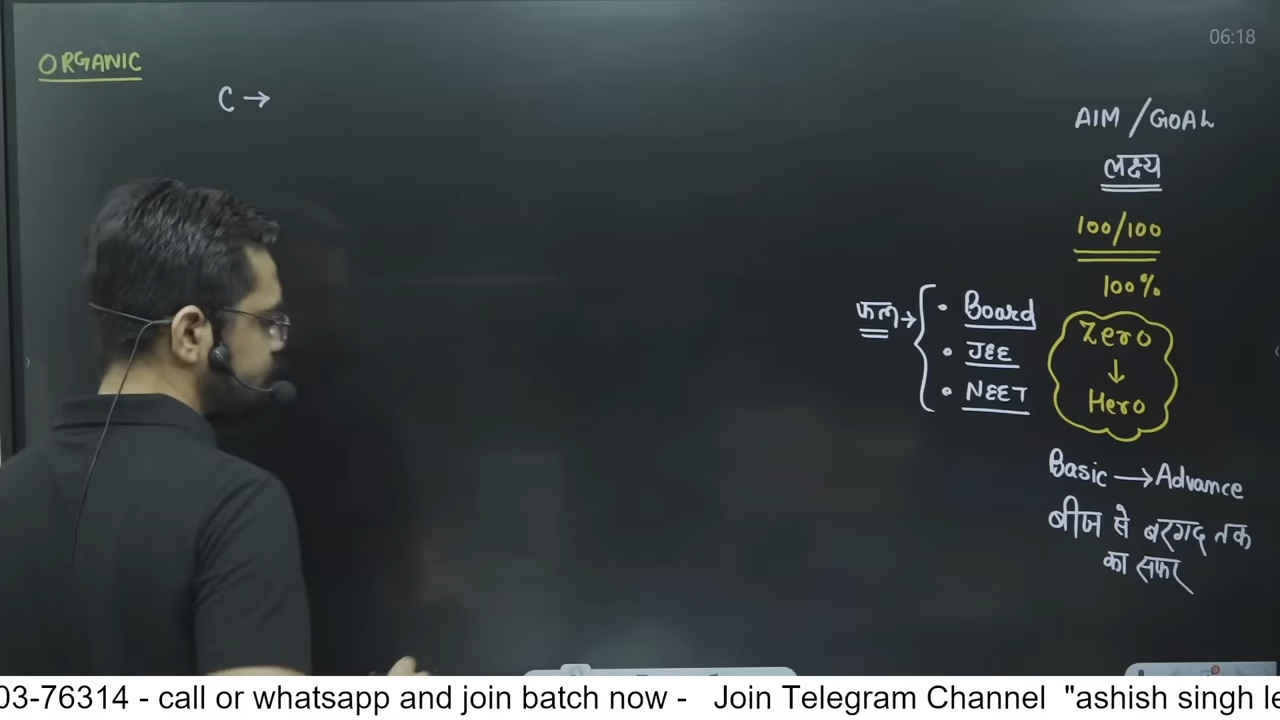 06:18
ORGANIC
C →
AIM / GOAL
लक्ष्य
100/100
100%
फल →
• Board
• JEE
• NEET
Zero
↓
Hero
Basic → Advance
बीज से बरगद तक
का सफर
03-76314 - call or whatsapp and join batch now - Join Telegram Channel "ashish singh le